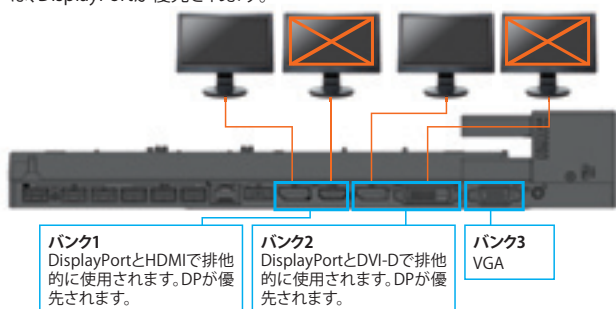 は、DisplayPortが優先されます。
バンク1
DisplayPortとHDMIで排他
的に使用されます。DPが優
先されます。
バンク2
DisplayPortとDVI-Dで排他
的に使用されます。DPが優
先されます。
バンク3
VGA